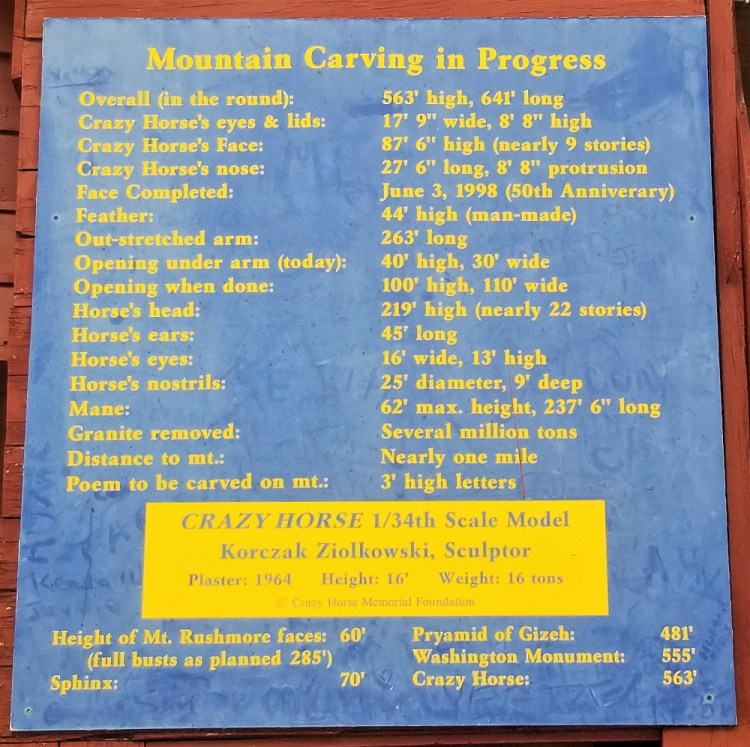 Mountain Carving in Progress
Overall (in the round): 563' high, 641' long
Crazy Horse's eyes & lids: 17' 9" wide, 8' 8" high
Crazy Horse's Face: 87' 6" high (nearly 9 stories)
Crazy Horse's nose: 27' 6" long, 8' 8" protrusion
Face Completed: June 3, 1998 (50th Anniverary)
Feather: 44' high (man-made)
Out-stretched arm: 263' long
Opening under arm (today): 40' high, 30' wide
Opening when done: 100' high, 110' wide
Horse's head: 219' high (nearly 22 stories)
Horse's ears: 45' long
Horse's eyes: 16' wide, 13' high
Horse's nostrils: 25' diameter, 9' deep
Mane: 62' max. height, 237' 6" long
Granite removed: Several million tons
Distance to mt.: Nearly one mile
Poem to be carved on mt.: 3' high letters
CRAZY HORSE 1/34th Scale Model
Korczak Ziolkowski, Sculptor
Plaster: 1964 Height: 16' Weight: 16 tons
© Crazy Horse Memorial Foundation
Height of Mt. Rushmore faces: 60' Pryamid of Gizeh: 481'
(full busts as planned 285') Washington Monument: 555'
Sphinx: 70' Crazy Horse: 563'